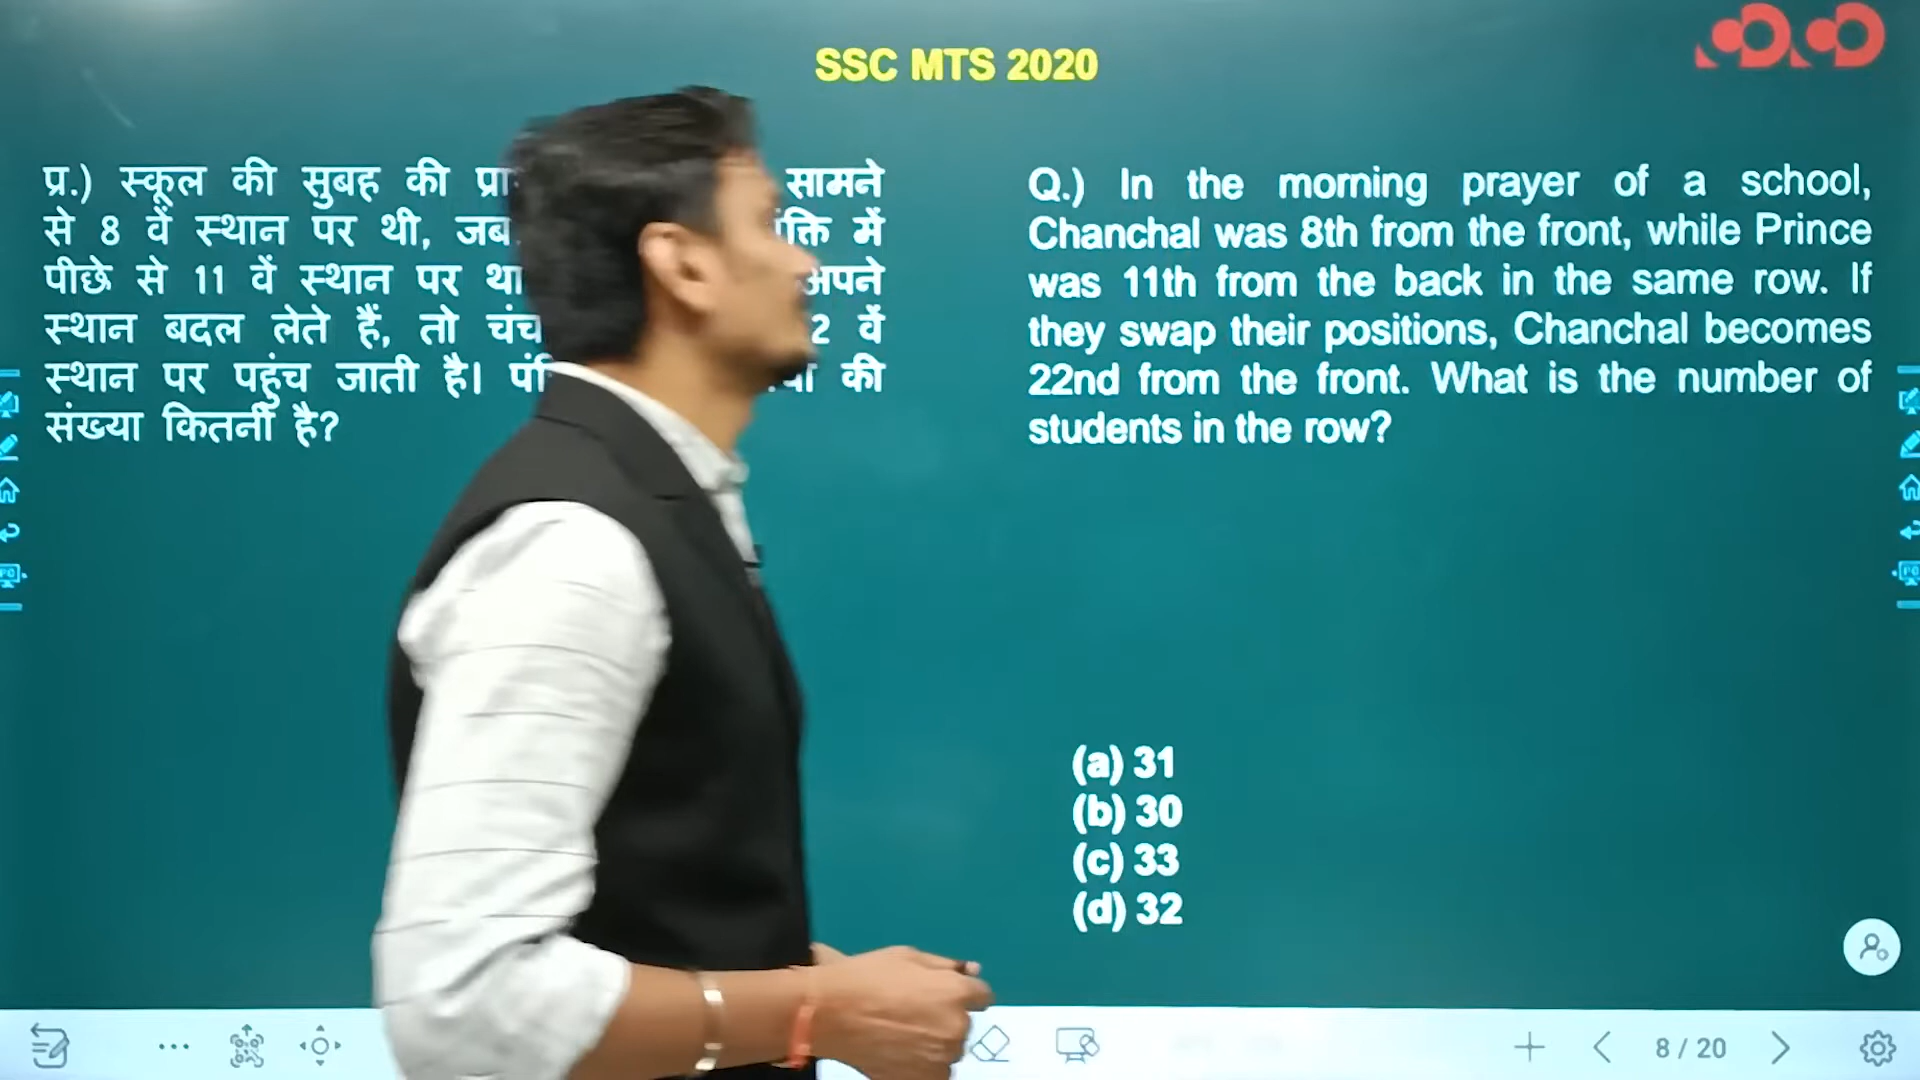 SSC MTS 2020
प्र.) स्कूल की सुबह की सामने
से 8 वें स्थान पर थी, में
पीछे से 11 वें स्थान पर अपने
स्थान बदल लेते हैं, तो वें
स्थान पर पहुंच जाती है। की
संख्या कितनी है?
Q.) In the morning prayer of a school,
Chanchal was 8th from the front, while Prince
was 11th from the back in the same row. If
they swap their positions, Chanchal becomes
22nd from the front. What is the number of
students in the row?
(a) 31
(b) 30
(c) 33
(d) 32
8 / 20